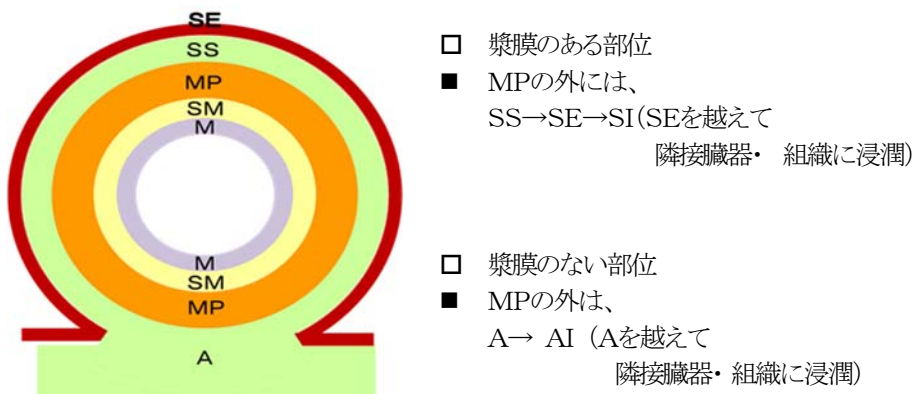 SE
SS
MP
SM
M
M
SM
MP
A
□ 漿膜のある部位
■ MPの外には、
SS→SE→SI(SEを越えて
隣接臓器・ 組織に浸潤)
□ 漿膜のない部位
■ MPの外は、
A→ AI (Aを越えて
隣接臓器・組織に浸潤)